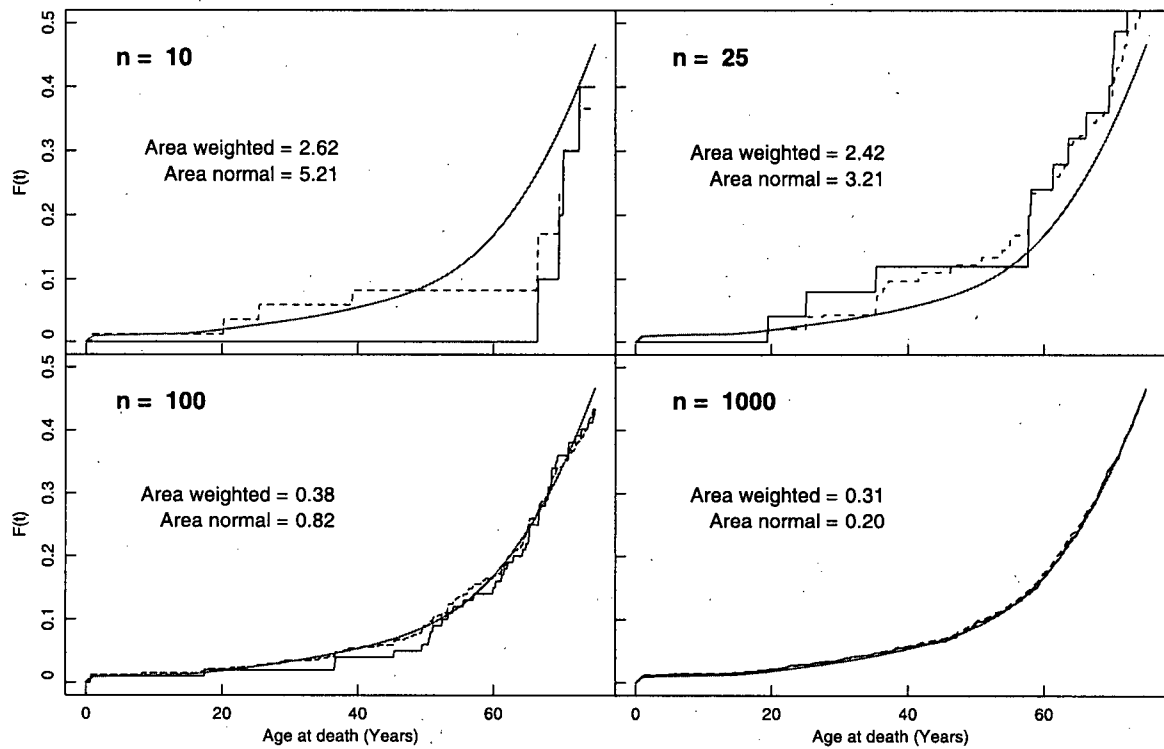 n = 10
Area weighted = 2.62
Area normal = 5.21
n = 25
Area weighted = 2.42
Area normal = 3.21
F(t)
0.5
0.4
0.3
0.2
0.1
0
n = 100
Area weighted = 0.38
Area normal = 0.82
n = 1000
Area weighted = 0.31
Area normal = 0.20
F(t)
0.5
0.4
0.3
0.2
0.1
0
0 20 40 60
Age at death (Years)
0 20 40 60
Age at death (Years)